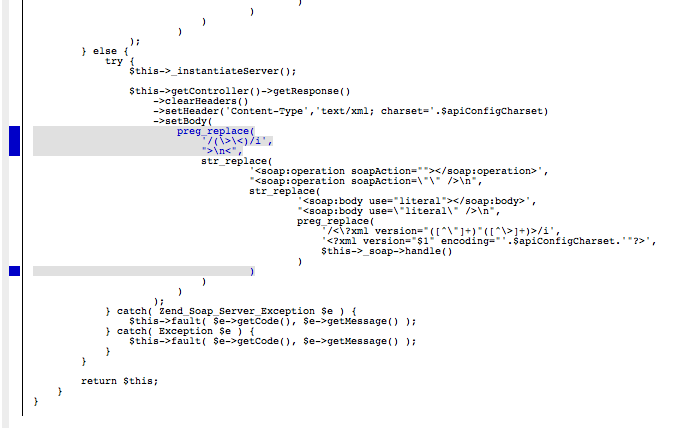 )
)
)
);
} else {
try {
$this->_instantiateServer();
$this->getController()->getResponse()
->clearHeaders()
->setHeader('Content-Type','text/xml; charset='.$apiConfigCharset)
->setBody(
preg_replace(
'/(\>\<)/i',
">\n<",
str_replace(
'<soap:operation soapAction=""></soap:operation>',
"<soap:operation soapAction=\"\" />\n",
str_replace(
'<soap:body use="literal"></soap:body>',
"<soap:body use=\"literal\" />\n",
preg_replace(
'/<\?xml version="([^\"]+)"([^\>]+)>/i',
'<?xml version="$1" encoding="'.$apiConfigCharset.'"?>',
$this->_soap->handle()
)
)
)
)
);
} catch( Zend_Soap_Server_Exception $e ) {
$this->fault( $e->getCode(), $e->getMessage() );
} catch( Exception $e ) {
$this->fault( $e->getCode(), $e->getMessage() );
}
}
return $this;
}
}